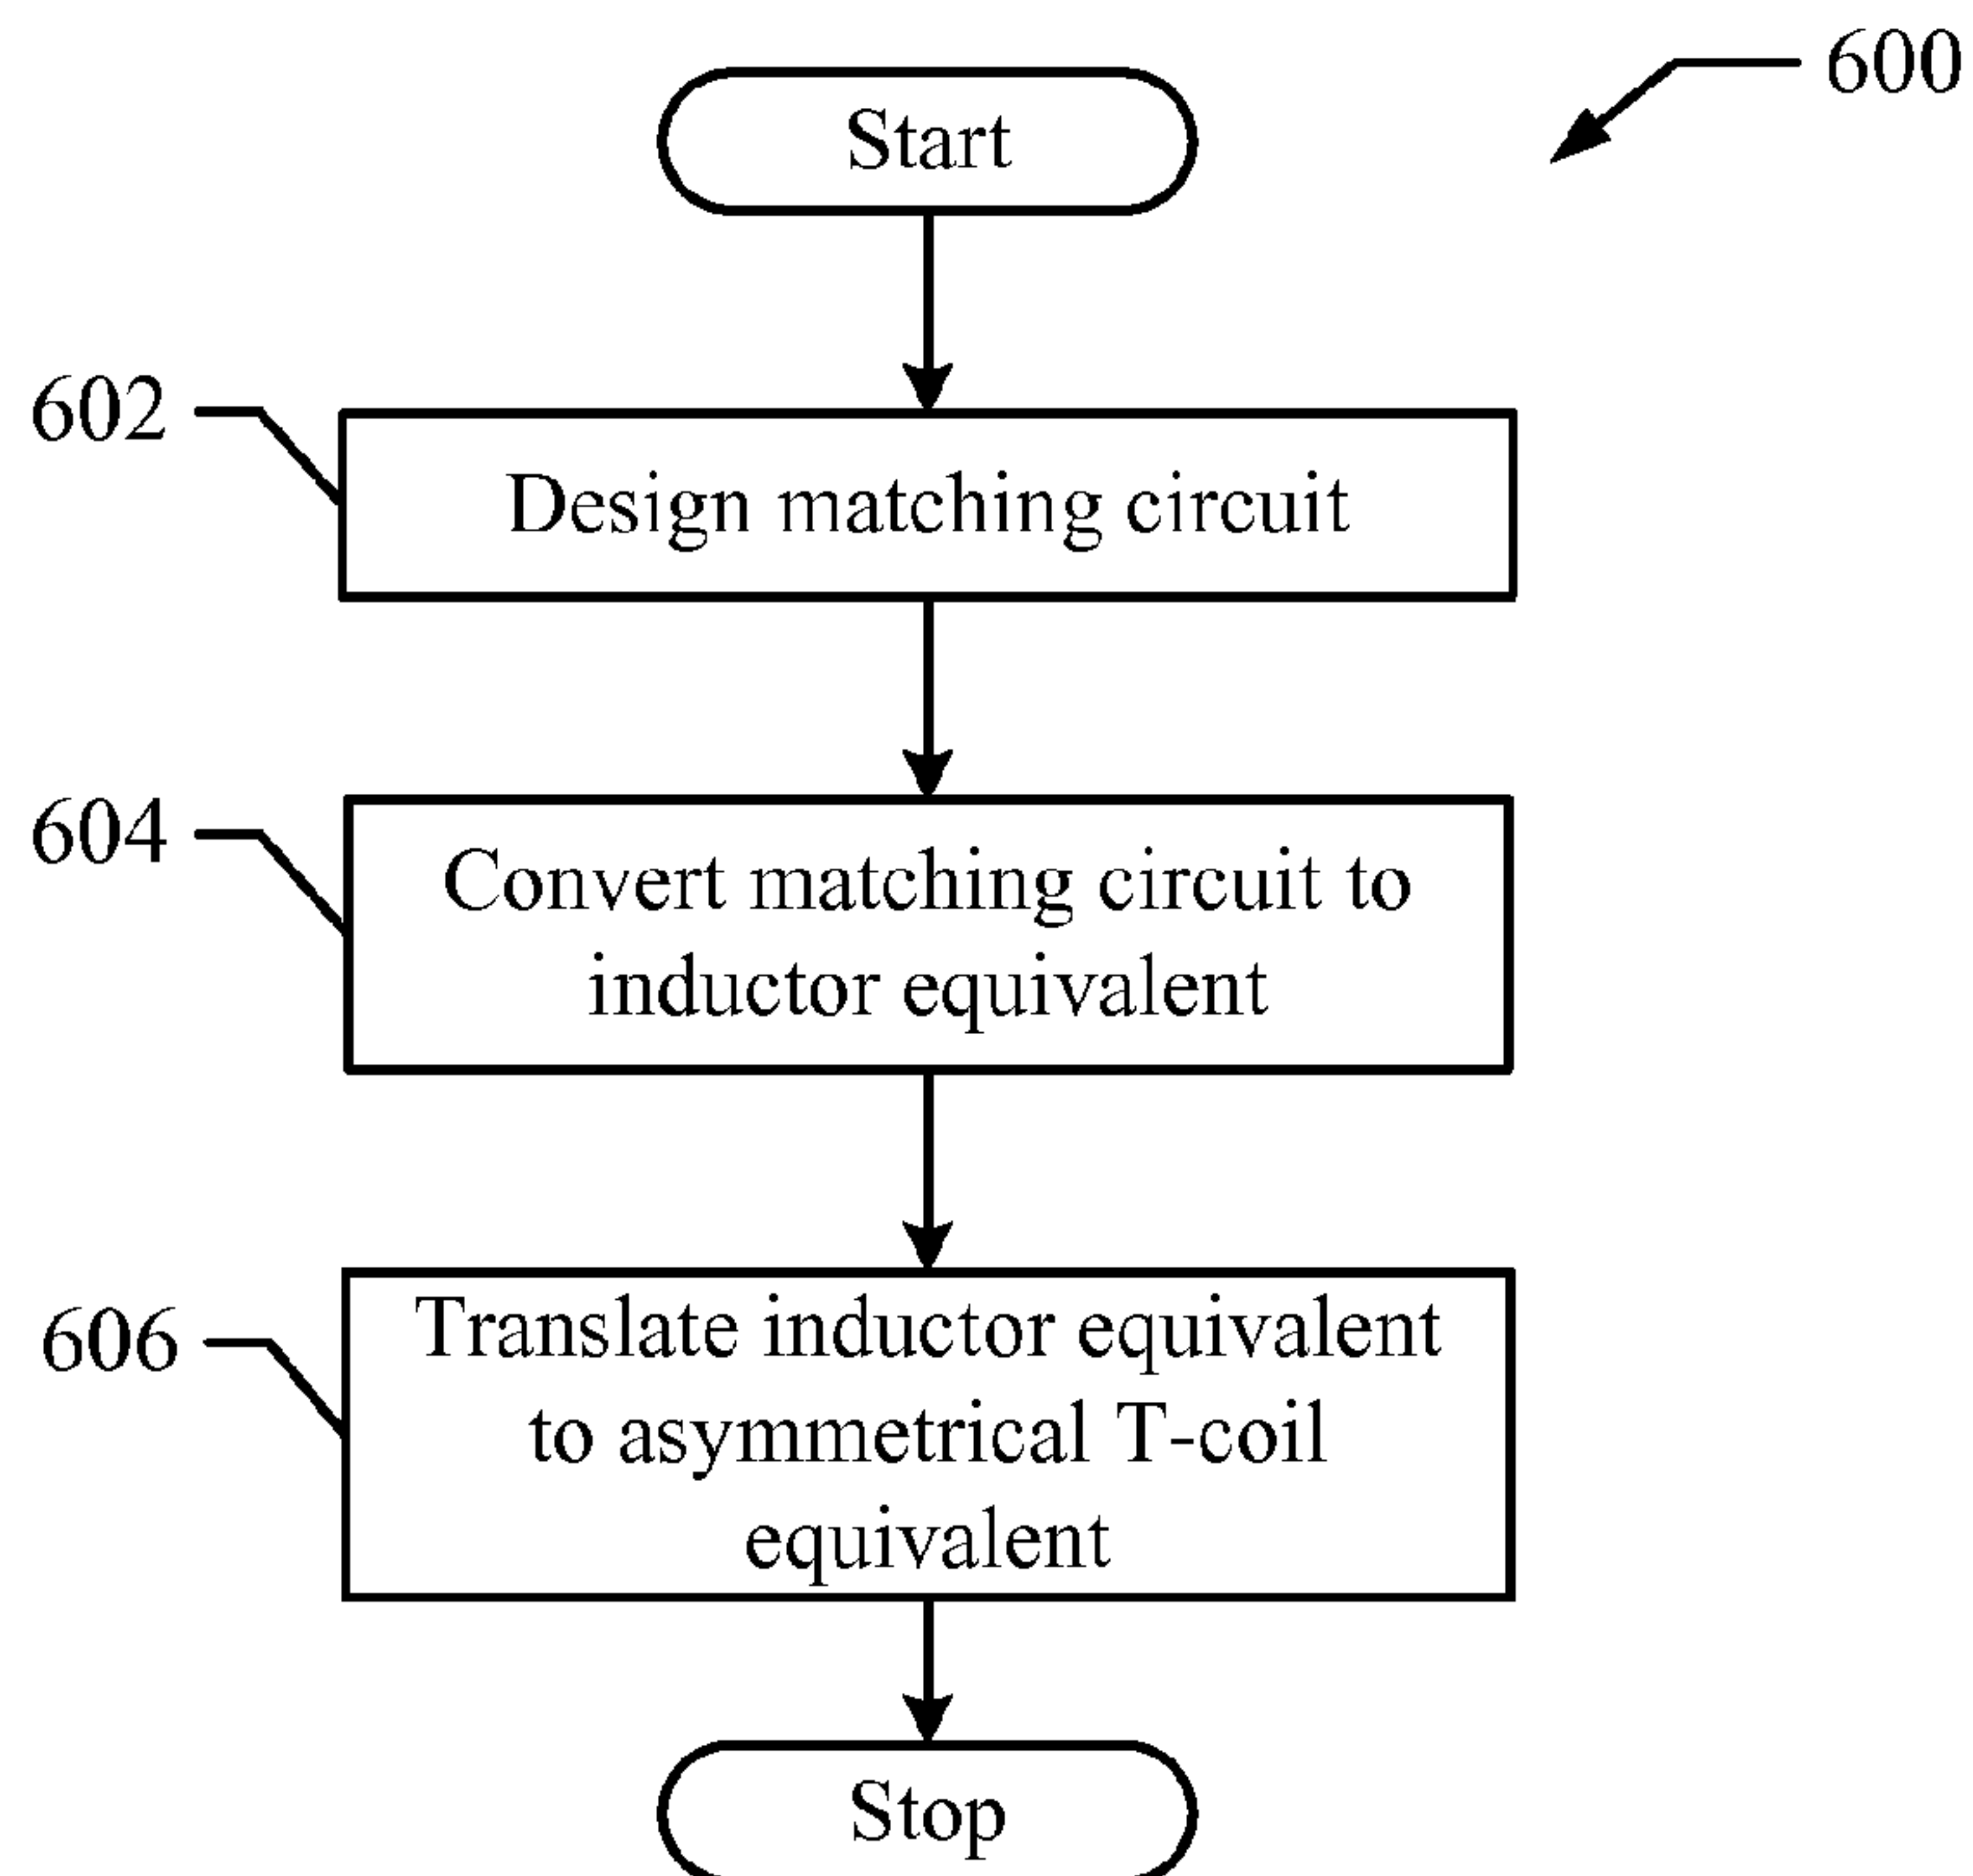 600
Start
602
Design matching circuit
604
Convert matching circuit to
inductor equivalent
606
Translate inductor equivalent
to asymmetrical T-coil
equivalent
Stop